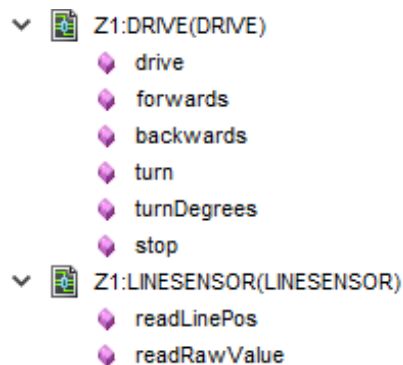 Z1:DRIVE(DRIVE)
drive
forwards
backwards
turn
turnDegrees
stop
Z1:LINESENSOR(LINESENSOR)
readLinePos
readRawValue